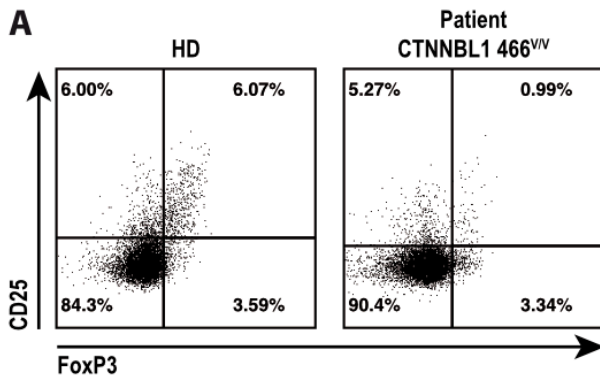 A
Patient
HD
CTNNBL1 466V/V
6.00%
6.07%
5.27%
0.99%
CD25
84.3%
3.59%
90.4%
3.34%
FoxP3